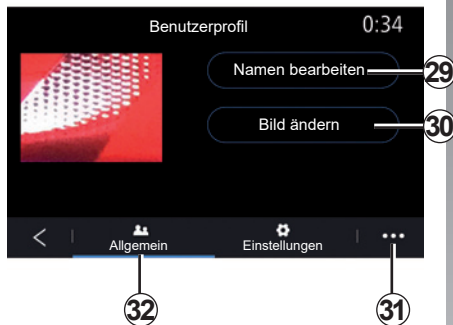 Benutzerprofil 0:34
Namen bearbeiten 29
Bild ändern 30
Allgemein Einstellungen
32 31